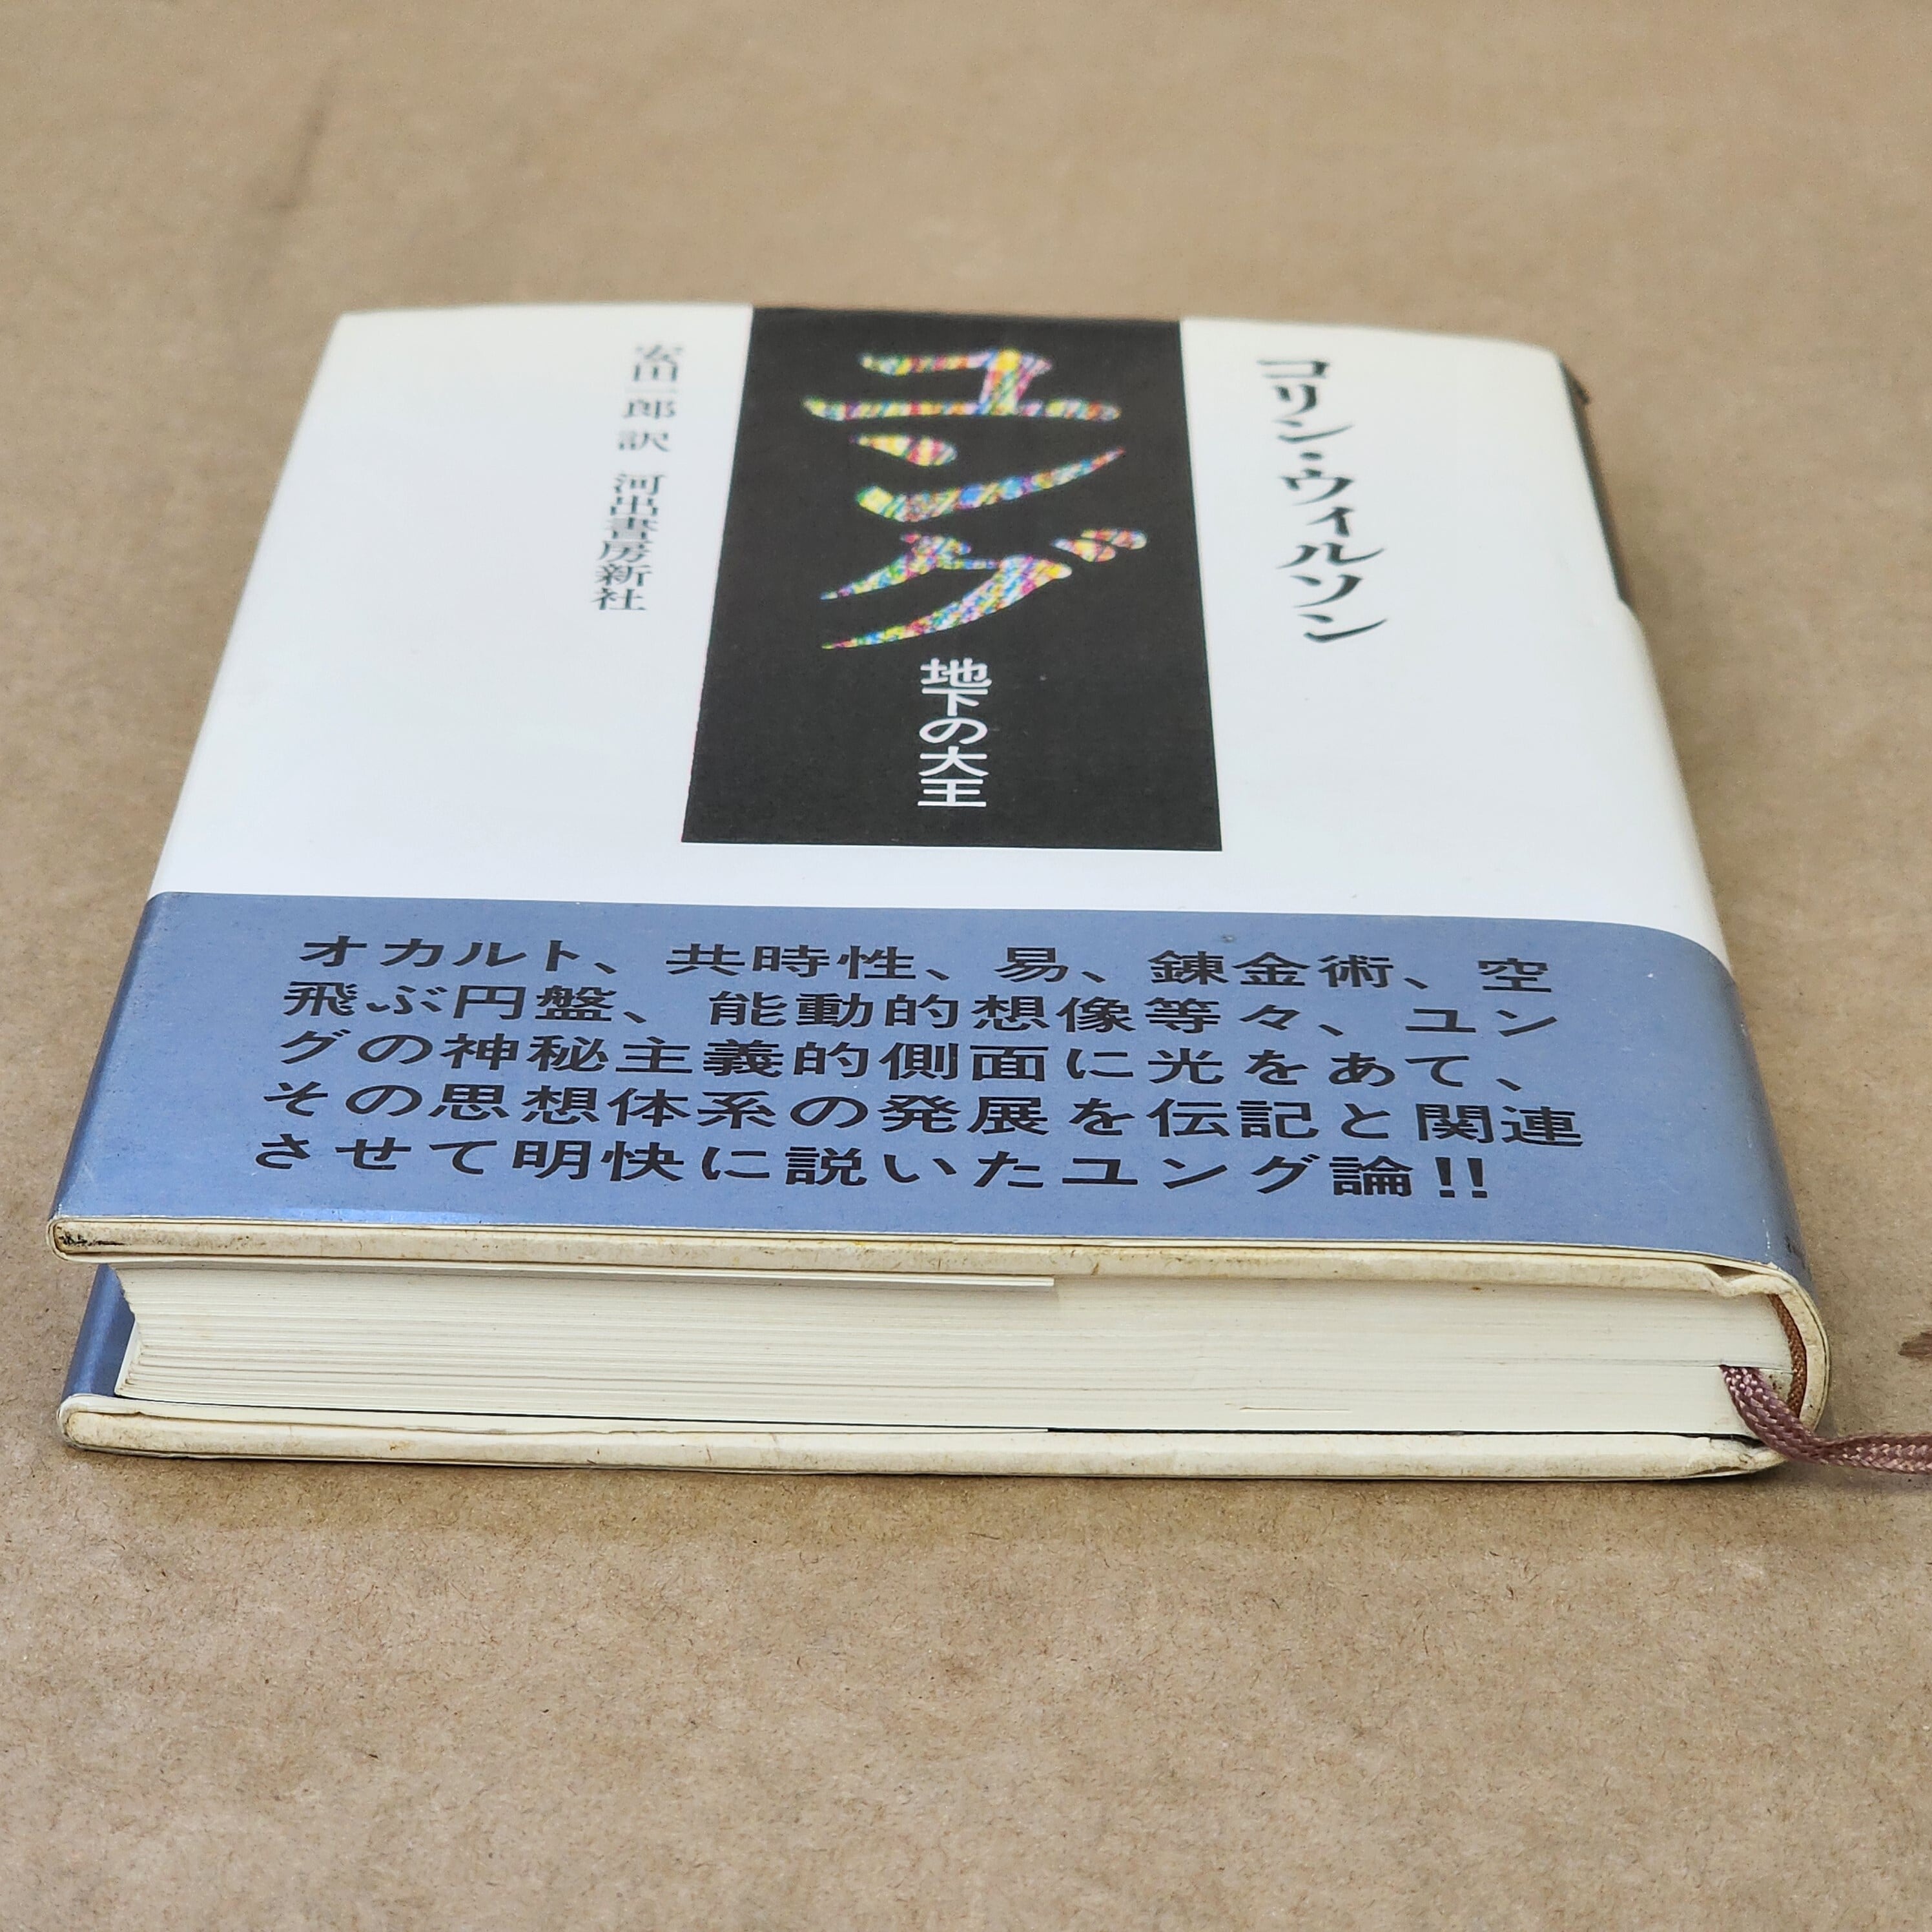 コリン・ウィルソン
ユング
地下の大王
安田一郎 訳 河出書房新社
オカルト、共時性、易、錬金術、空
飛ぶ円盤、能動的想像等々、ユン
グの神秘主義的側面に光をあて、
その思想体系の発展を伝記と関連
させて明快に説いたユング論!!